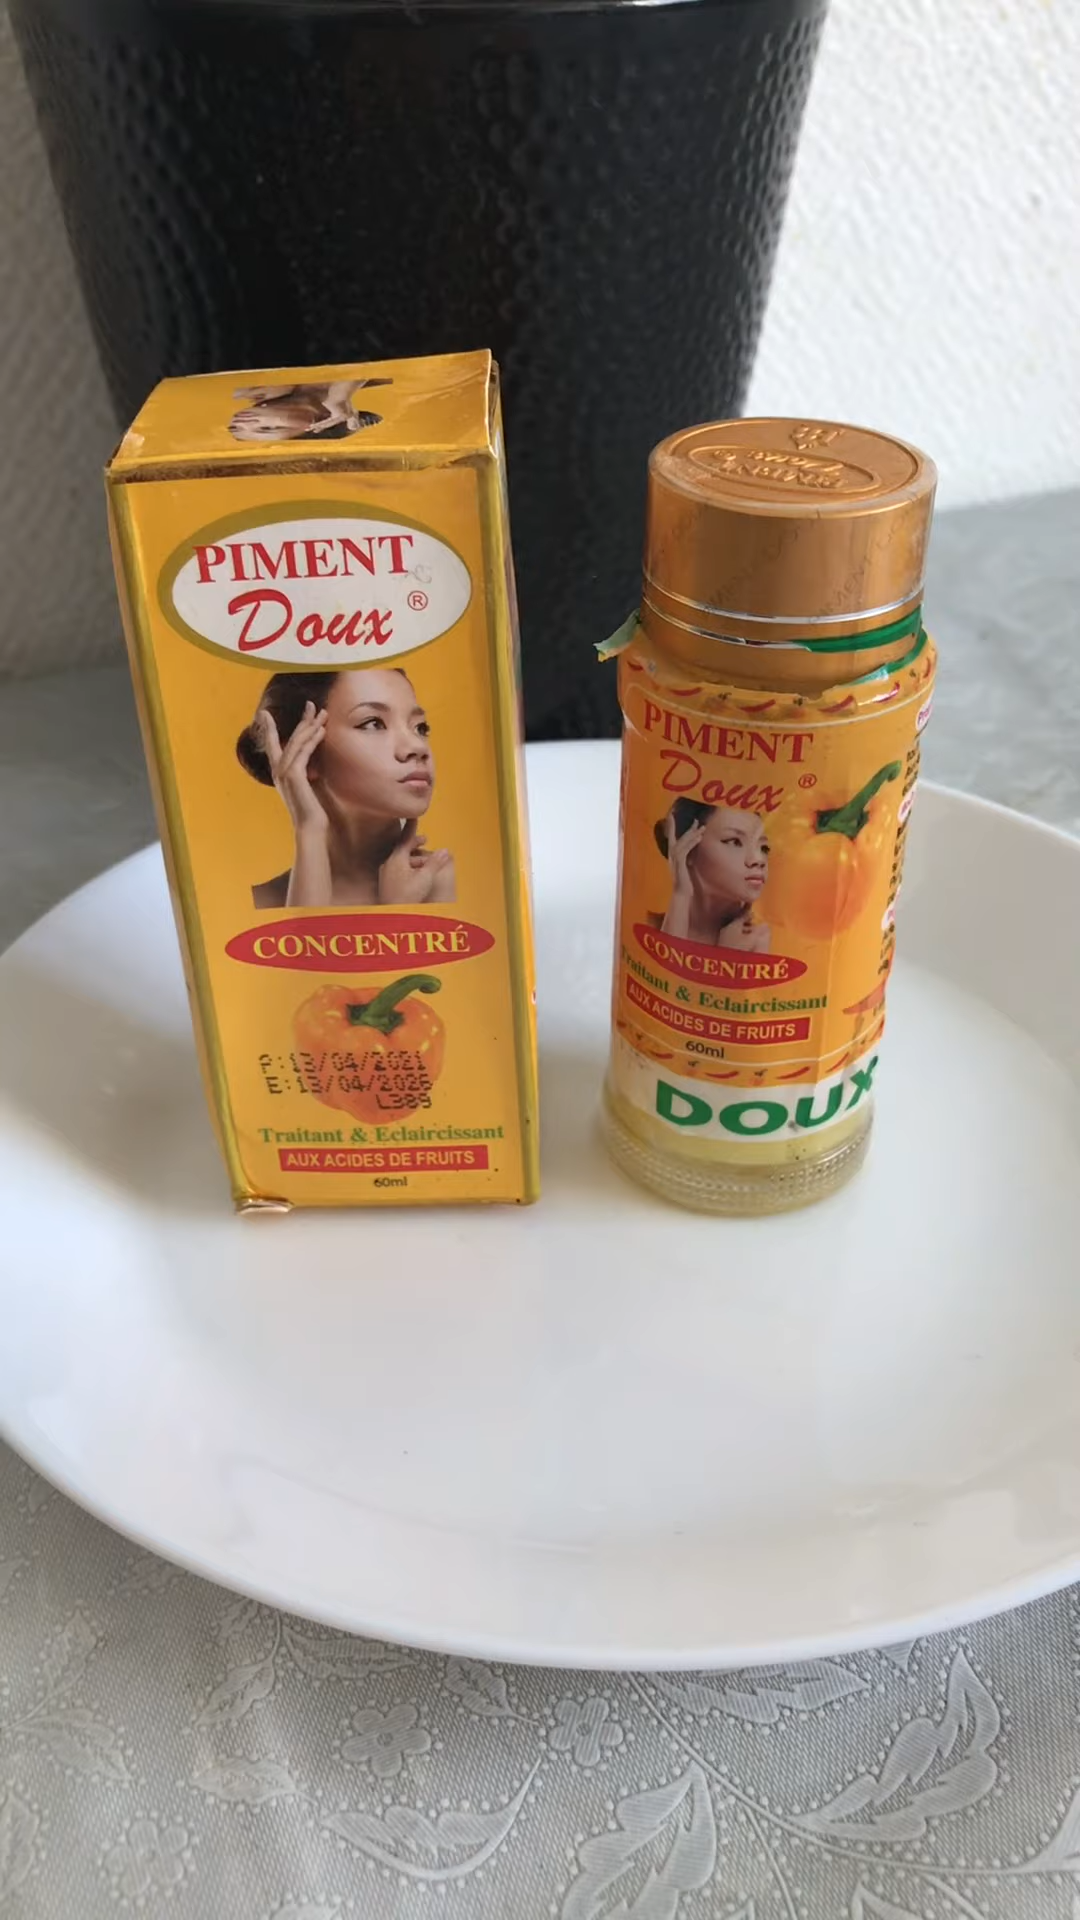 PIMENT
Doux ®
CONCENTRÉ
P:13/04/2021
E:13/04/2026
L389
Traitant & Eclaircissant
AUX ACIDES DE FRUITS
60ml
PIMENT
Doux ®
CONCENTRÉ
Traitant & Eclaircissant
AUX ACIDES DE FRUITS
60ml
DOUX